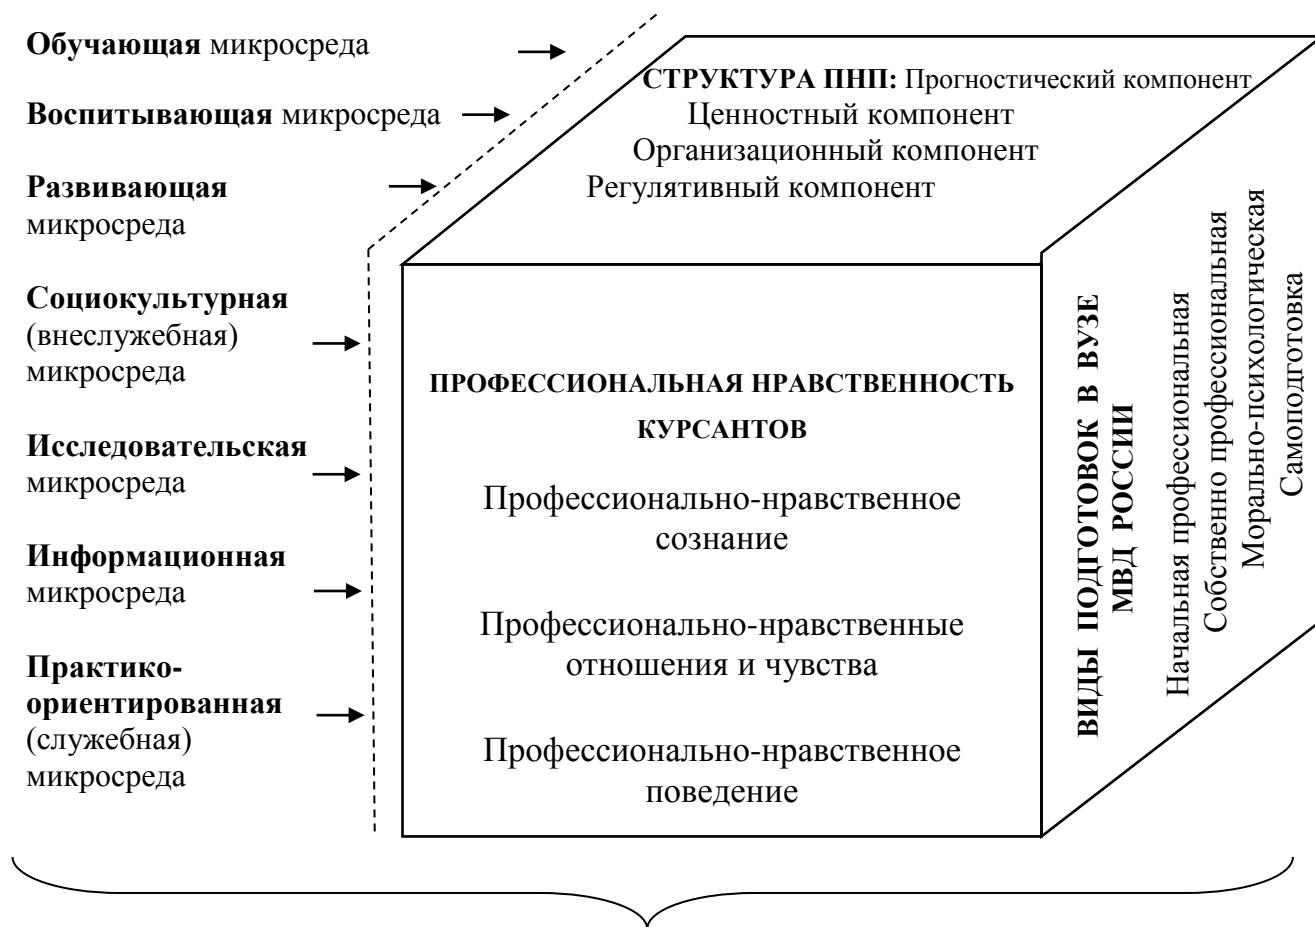 Обучающая микросреда
Воспитывающая микросреда
Развивающая
микросреда
Социокультурная
(внеслужебная)
микросреда
Исследовательская
микросреда
Информационная
микросреда
Практико-
ориентированная
(служебная)
микросреда
СТРУКТУРА ПНП: Прогностический компонент
Ценностный компонент
Организационный компонент
Регулятивный компонент
ПРОФЕССИОНАЛЬНАЯ НРАВСТВЕННОСТЬ
КУРСАНТОВ
Профессионально-нравственное
сознание
Профессионально-нравственные
отношения и чувства
Профессионально-нравственное
поведение
ВИДЫ ПОДГОТОВОК В ВУЗЕ
МВД РОССИИ
Начальная профессиональная
Собственно профессиональная
Морально-психологическая
Самоподготовка